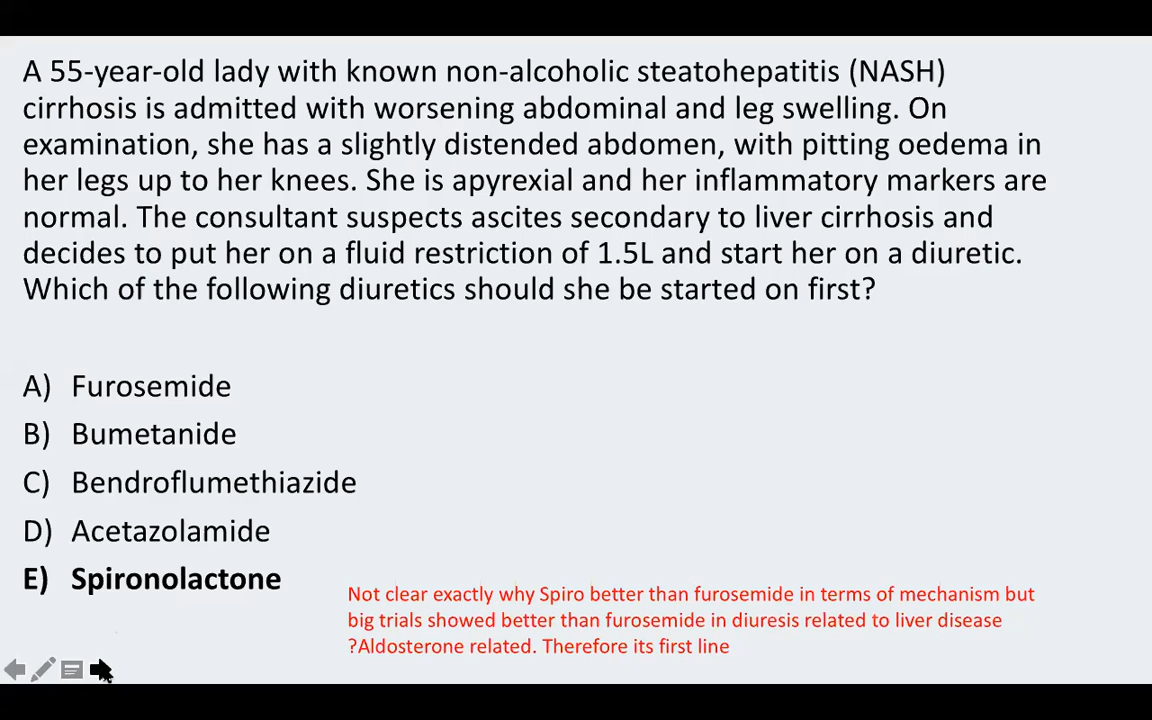 A 55-year-old lady with known non-alcoholic steatohepatitis (NASH)
cirrhosis is admitted with worsening abdominal and leg swelling. On
examination, she has a slightly distended abdomen, with pitting oedema in
her legs up to her knees. She is apyrexial and her inflammatory markers are
normal. The consultant suspects ascites secondary to liver cirrhosis and
decides to put her on a fluid restriction of 1.5L and start her on a diuretic.
Which of the following diuretics should she be started on first?
A) Furosemide
B) Bumetanide
C) Bendroflumethiazide
D) Acetazolamide
E) Spironolactone
Not clear exactly why Spiro better than furosemide in terms of mechanism but
big trials showed better than furosemide in diuresis related to liver disease
?Aldosterone related. Therefore its first line